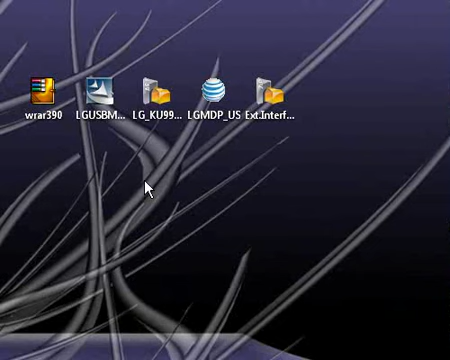 wrar390
LGUSBM...
LG_KU99...
LGMDP_US
Ext.Interf...